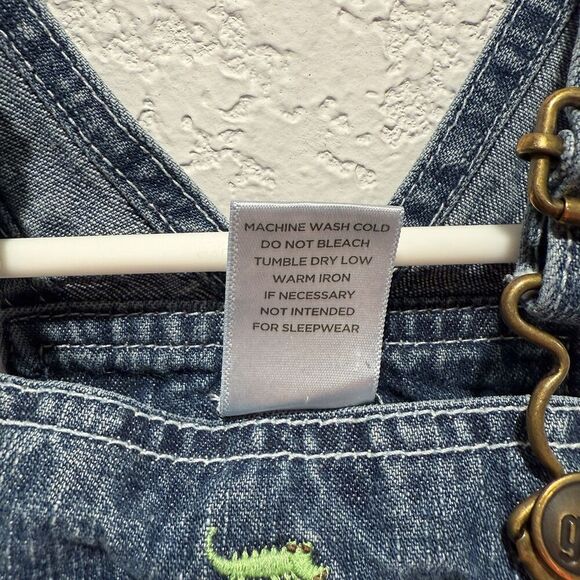 MACHINE WASH COLD
DO NOT BLEACH
TUMBLE DRY LOW
WARM IRON
IF NECESSARY
NOT INTENDED
FOR SLEEPWEAR